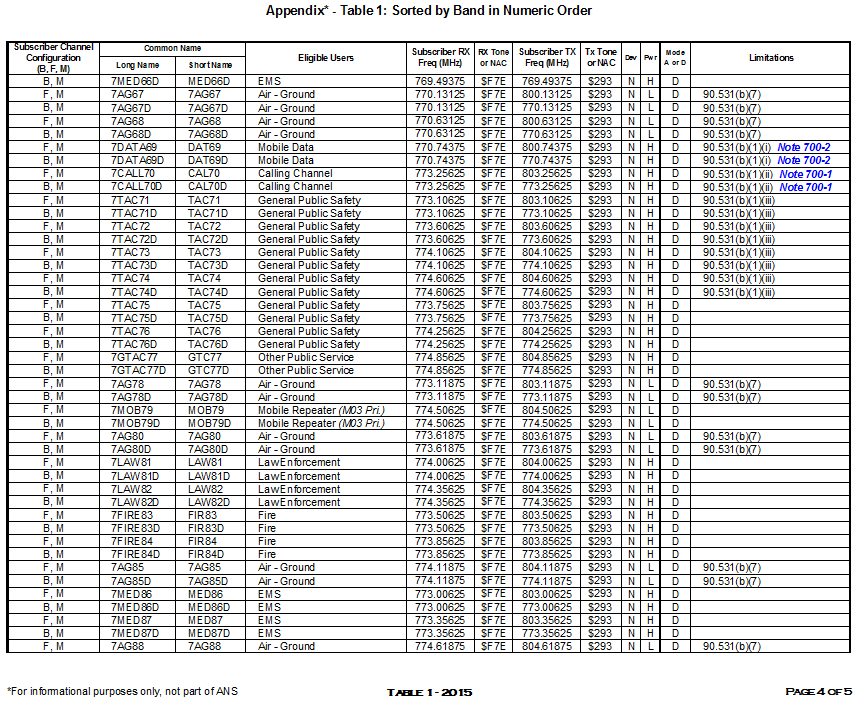 Appendix* - Table 1: Sorted by Band in Numeric Order
Subscriber Channel Configuration (B, F, M) | Common Name | Eligible Users | Subscriber RX Freq (MHz) | RX Tone or NAC | Subscriber TX Freq (MHz) | Tx Tone or NAC | Dev | Pwr | Mode A or D | Limitations
Long Name | Short Name
B, M 7MED66D MED66D EMS 769.49375 $F7E 769.49375 $293 N H D
F, M 7AG67 7AG67 Air - Ground 770.13125 $F7E 800.13125 $293 N L D 90.531(b)(7)
B, M 7AG67D 7AG67D Air - Ground 770.13125 $F7E 770.13125 $293 N L D 90.531(b)(7)
F, M 7AG68 7AG68 Air - Ground 770.63125 $F7E 800.63125 $293 N L D 90.531(b)(7)
B, M 7AG68D 7AG68D Air - Ground 770.63125 $F7E 770.63125 $293 N L D 90.531(b)(7)
F, M 7DATA69 DAT69 Mobile Data 770.74375 $F7E 800.74375 $293 N H D 90.531(b)(1)(i) Note 700-2
B, M 7DATA69D DAT69D Mobile Data 770.74375 $F7E 770.74375 $293 N H D 90.531(b)(1)(i) Note 700-2
F, M 7CALL70 CAL70 Calling Channel 773.25625 $F7E 803.25625 $293 N H D 90.531(b)(1)(ii) Note 700-1
B, M 7CALL70D CAL70D Calling Channel 773.25625 $F7E 773.25625 $293 N H D 90.531(b)(1)(ii) Note 700-1
F, M 7TAC71 TAC71 General Public Safety 773.10625 $F7E 803.10625 $293 N H D 90.531(b)(1)(iii)
B, M 7TAC71D TAC71D General Public Safety 773.10625 $F7E 773.10625 $293 N H D 90.531(b)(1)(iii)
F, M 7TAC72 TAC72 General Public Safety 773.60625 $F7E 803.60625 $293 N H D 90.531(b)(1)(iii)
B, M 7TAC72D TAC72D General Public Safety 773.60625 $F7E 773.60625 $293 N H D 90.531(b)(1)(iii)
F, M 7TAC73 TAC73 General Public Safety 774.10625 $F7E 804.10625 $293 N H D 90.531(b)(1)(iii)
B, M 7TAC73D TAC73D General Public Safety 774.10625 $F7E 774.10625 $293 N H D 90.531(b)(1)(iii)
F, M 7TAC74 TAC74 General Public Safety 774.60625 $F7E 804.60625 $293 N H D 90.531(b)(1)(iii)
B, M 7TAC74D TAC74D General Public Safety 774.60625 $F7E 774.60625 $293 N H D 90.531(b)(1)(iii)
F, M 7TAC75 TAC75 General Public Safety 773.75625 $F7E 803.75625 $293 N H D
B, M 7TAC75D TAC75D General Public Safety 773.75625 $F7E 773.75625 $293 N H D
F, M 7TAC76 TAC76 General Public Safety 774.25625 $F7E 804.25625 $293 N H D
B, M 7TAC76D TAC76D General Public Safety 774.25625 $F7E 774.25625 $293 N H D
F, M 7GTAC77 GTC77 Other Public Service 774.85625 $F7E 804.85625 $293 N H D
B, M 7GTAC77D GTC77D Other Public Service 774.85625 $F7E 774.85625 $293 N H D
F, M 7AG78 7AG78 Air - Ground 773.11875 $F7E 803.11875 $293 N L D 90.531(b)(7)
B, M 7AG78D 7AG78D Air - Ground 773.11875 $F7E 773.11875 $293 N L D 90.531(b)(7)
F, M 7MOB79 MOB79 Mobile Repeater (M03 Pri.) 774.50625 $F7E 804.50625 $293 N L D
B, M 7MOB79D MOB79D Mobile Repeater (M03 Pri.) 774.50625 $F7E 774.50625 $293 N L D
F, M 7AG80 7AG80 Air - Ground 773.61875 $F7E 803.61875 $293 N L D 90.531(b)(7)
B, M 7AG80D 7AG80D Air - Ground 773.61875 $F7E 773.61875 $293 N L D 90.531(b)(7)
F, M 7LAW81 LAW81 Law Enforcement 774.00625 $F7E 804.00625 $293 N H D
B, M 7LAW81D LAW81D Law Enforcement 774.00625 $F7E 774.00625 $293 N H D
F, M 7LAW82 LAW82 Law Enforcement 774.35625 $F7E 804.35625 $293 N H D
B, M 7LAW82D LAW82D Law Enforcement 774.35625 $F7E 774.35625 $293 N H D
F, M 7FIRE83 FIR83 Fire 773.50625 $F7E 803.50625 $293 N H D
B, M 7FIRE83D FIR83D Fire 773.50625 $F7E 773.50625 $293 N H D
F, M 7FIRE84 FIR84 Fire 773.85625 $F7E 803.85625 $293 N H D
B, M 7FIRE84D FIR84D Fire 773.85625 $F7E 773.85625 $293 N H D
F, M 7AG85 7AG85 Air - Ground 774.11875 $F7E 804.11875 $293 N L D 90.531(b)(7)
B, M 7AG85D 7AG85D Air - Ground 774.11875 $F7E 774.11875 $293 N L D 90.531(b)(7)
F, M 7MED86 MED86 EMS 773.00625 $F7E 803.00625 $293 N H D
B, M 7MED86D MED86D EMS 773.00625 $F7E 773.00625 $293 N H D
F, M 7MED87 MED87 EMS 773.35625 $F7E 803.35625 $293 N H D
B, M 7MED87D MED87D EMS 773.35625 $F7E 773.35625 $293 N H D
F, M 7AG88 7AG88 Air - Ground 774.61875 $F7E 804.61875 $293 N L D 90.531(b)(7)
*For informational purposes only, not part of ANS TABLE 1 - 2015 PAGE 4 OF 5